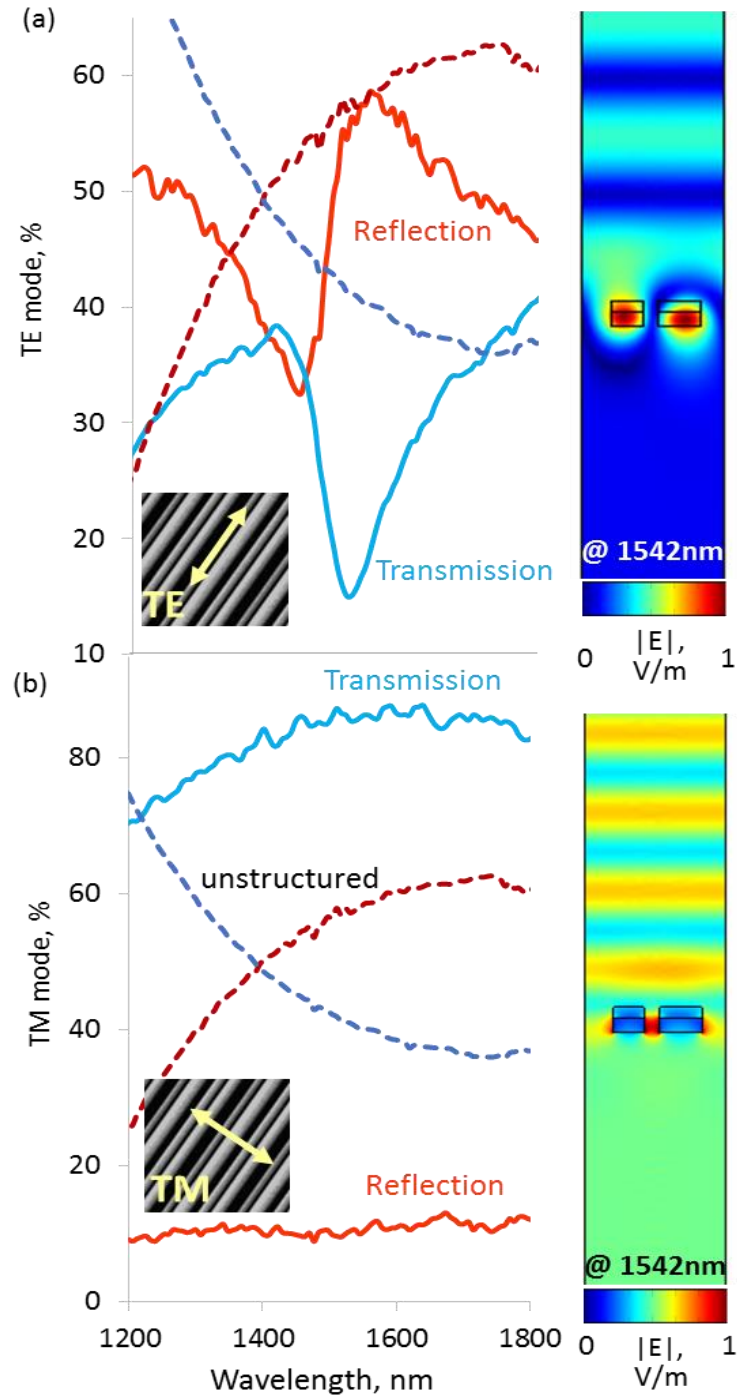 (a)
60
50
40
30
20
10
TE mode, %
Reflection
Transmission
TE
@ 1542nm
0
|E|,
V/m
1
(b)
80
60
40
20
0
TM mode, %
Transmission
unstructured
Reflection
TM
1200
1400
1600
1800
Wavelength, nm
@ 1542nm
0
|E|,
V/m
1